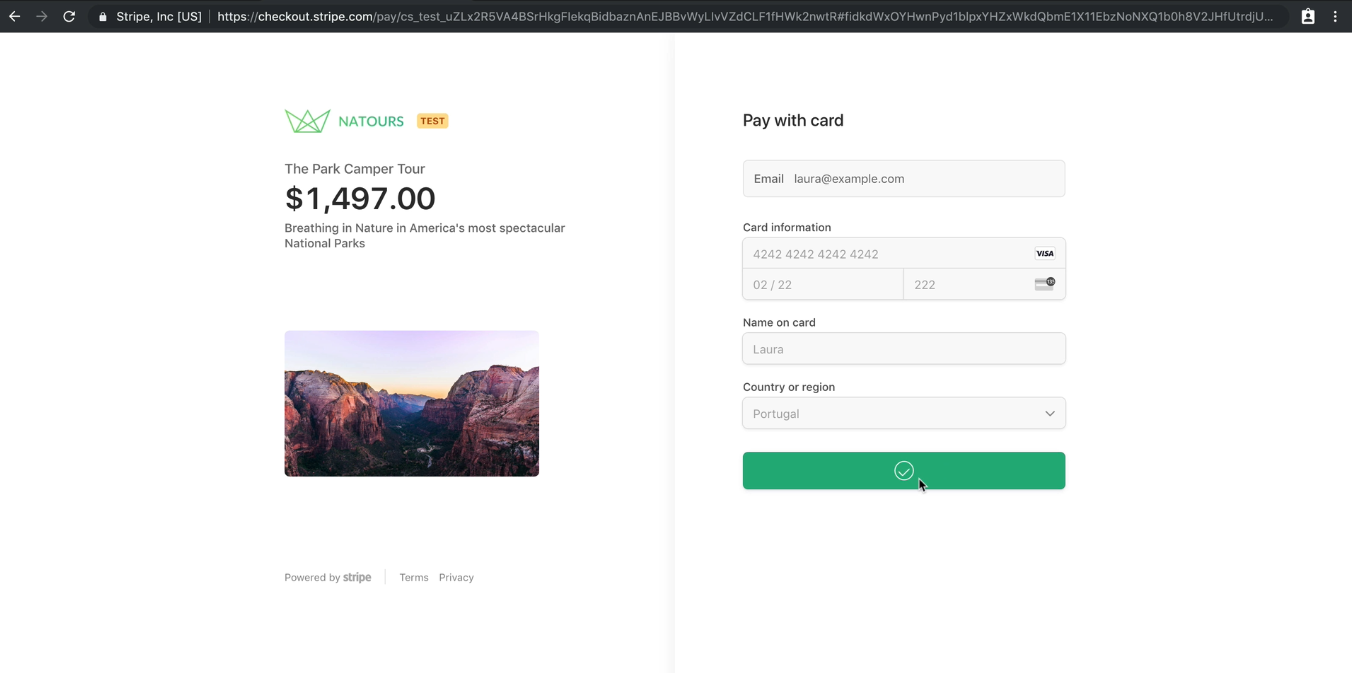 Stripe, Inc [US] | https://checkout.stripe.com/pay/cs_test_uZLx2R5VA4BSrHkgFlekqBidbaznAnEJBBvWyLlvVZdCLF1fHWk2nwtR#fidkdWxOYHwnPyd1blpxYHZxWkdQbmE1X11EbzNoNXQ1b0h8V2JHfUtrdjU...
NATOURS TEST
The Park Camper Tour
$1,497.00
Breathing in Nature in America's most spectacular
National Parks
Powered by stripe
Terms Privacy
Pay with card
Email laura@example.com
Card information
4242 4242 4242 4242 VISA
02 / 22 222
Name on card
Laura
Country or region
Portugal